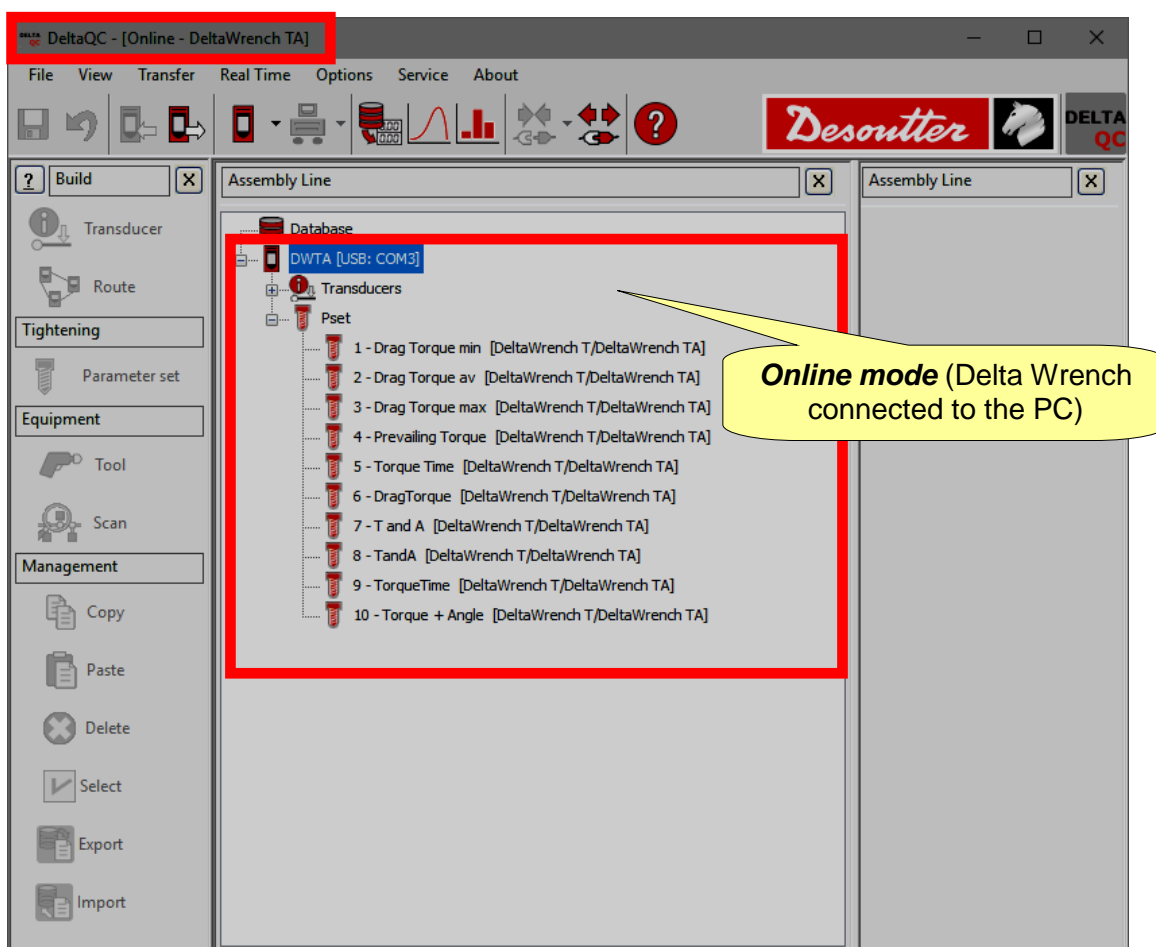 DELTA QC DeltaQC - [Online - DeltaWrench TA]
File View Transfer Real Time Options Service About
Desoutter DELTA QC
? Build X
Assembly Line X
Assembly Line X
Transducer
Route
Tightening
Parameter set
Equipment
Tool
Scan
Management
Copy
Paste
Delete
Select
Export
Import
Database
DWTA [USB: COM3]
Transducers
Pset
1 - Drag Torque min [DeltaWrench T/DeltaWrench TA]
2 - Drag Torque av [DeltaWrench T/DeltaWrench TA]
3 - Drag Torque max [DeltaWrench T/DeltaWrench TA]
4 - Prevailing Torque [DeltaWrench T/DeltaWrench TA]
5 - Torque Time [DeltaWrench T/DeltaWrench TA]
6 - DragTorque [DeltaWrench T/DeltaWrench TA]
7 - T and A [DeltaWrench T/DeltaWrench TA]
8 - TandA [DeltaWrench T/DeltaWrench TA]
9 - TorqueTime [DeltaWrench T/DeltaWrench TA]
10 - Torque + Angle [DeltaWrench T/DeltaWrench TA]
Online mode (Delta Wrench
connected to the PC)